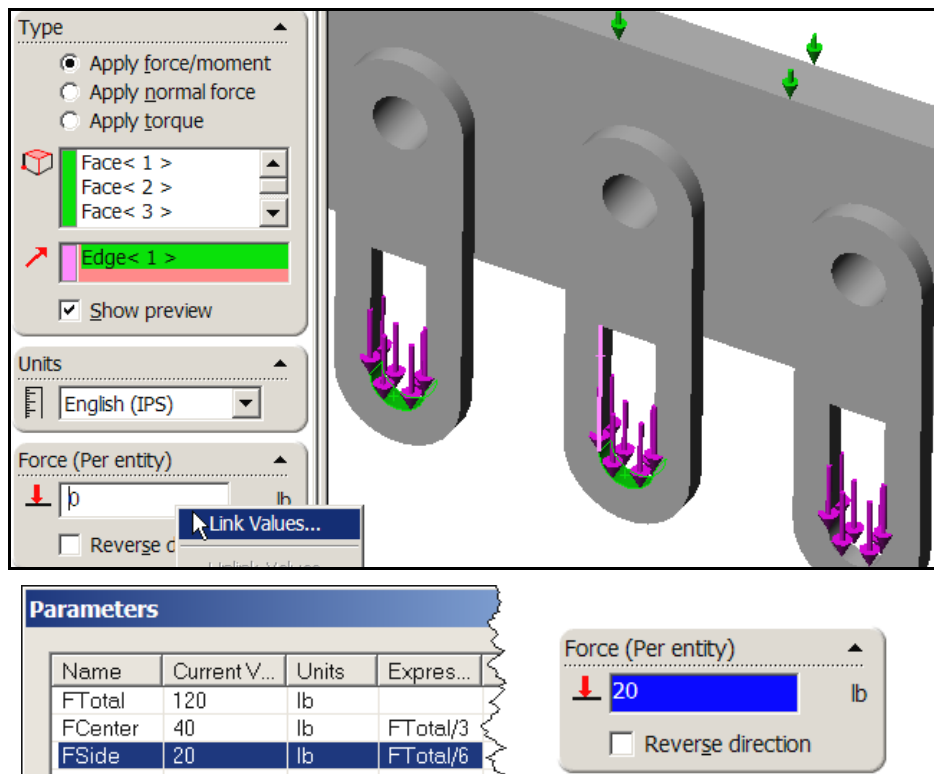 Type
Apply force/moment
Apply normal force
Apply torque
Face< 1 >
Face< 2 >
Face< 3 >
Edge< 1 >
Show preview
Units
English (IPS)
Force (Per entity)
0 lb
Link Values...
Reverse d
Parameters
Name Current V... Units Expres...
FTotal 120 lb
FCenter 40 lb FTotal/3
FSide 20 lb FTotal/6
Force (Per entity)
20 lb
Reverse direction